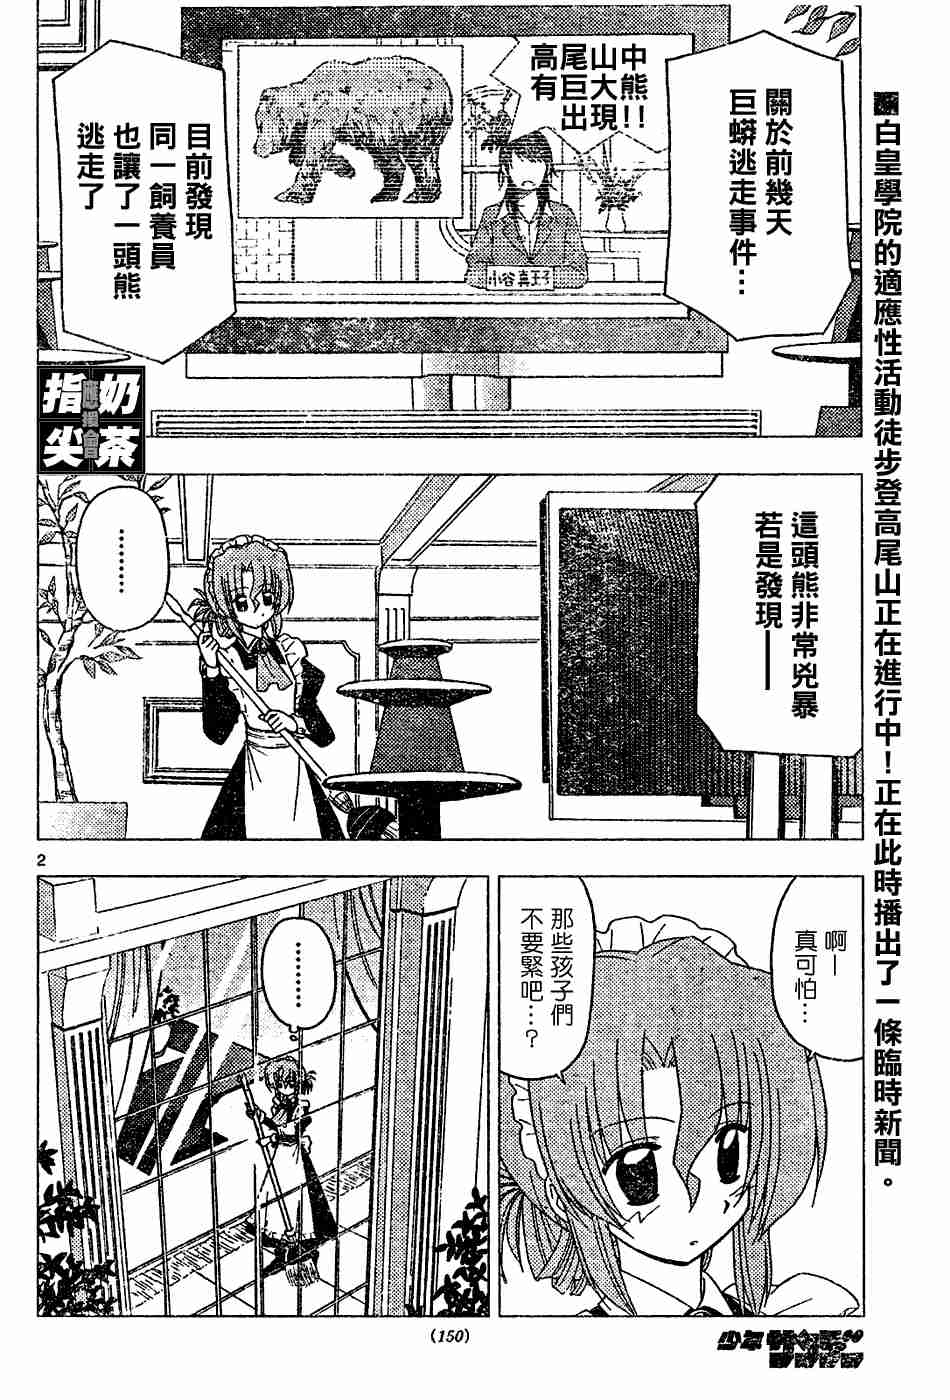 白皇學院的適應性活動徒步登高尾山正在進行中！正在此時播出了一條臨時新聞。
關於前幾天
巨蟒逃走事件…
中熊!!
山大現
尾巨出
高有
小谷真王子
目前發現
同一飼養員
也讓了一頭熊
逃走了
指尖
奶茶
應援會
這頭熊非常兇暴
若是發現——
………
2
啊—
真可怕…
那些孩子們
不要緊吧…？
………
(150)